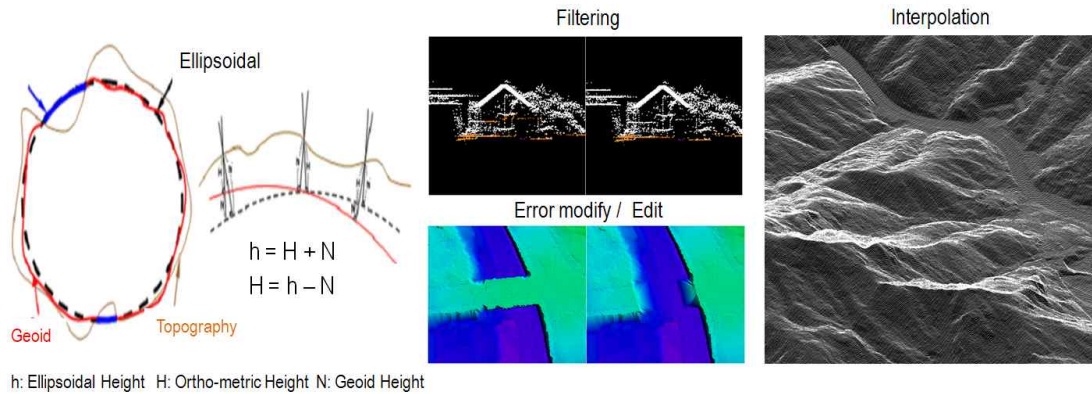 Filtering
Interpolation
Ellipsoidal
h = H + N
H = h – N
Geoid
Topography
Error modify / Edit
h: Ellipsoidal Height H: Ortho-metric Height N: Geoid Height